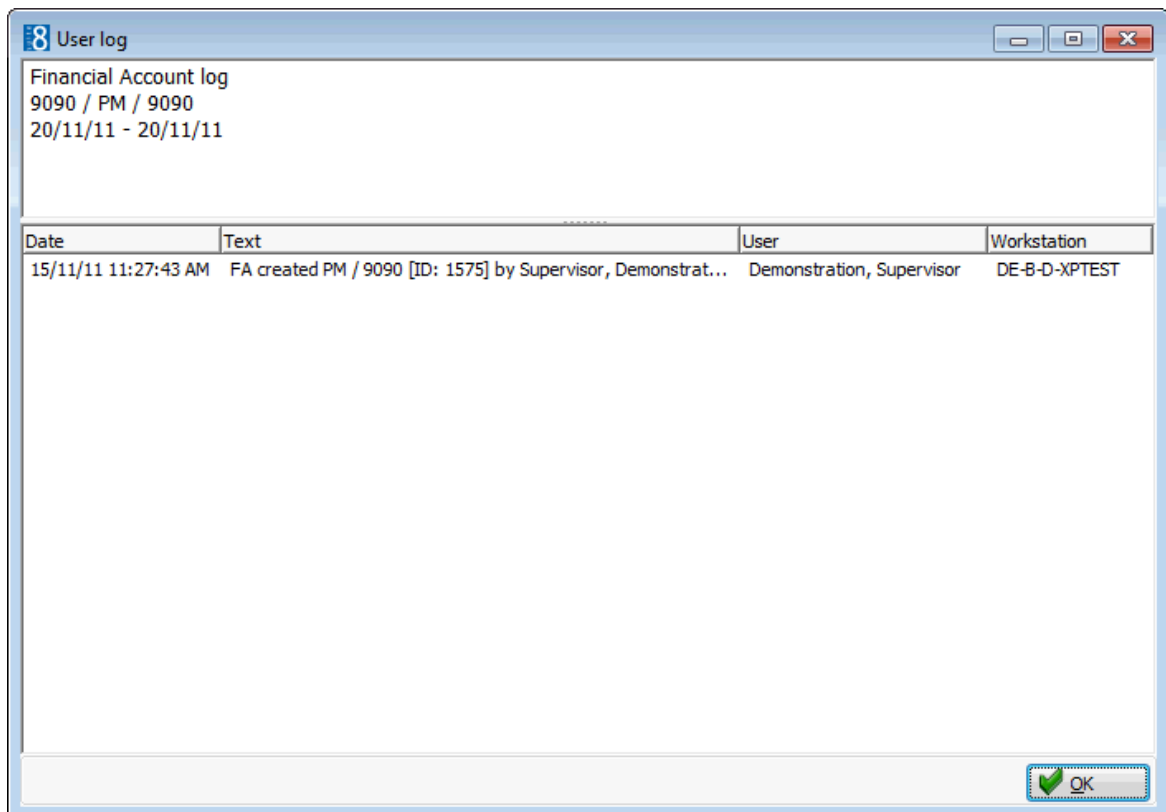 8 User log
Financial Account log
9090 / PM / 9090
20/11/11 - 20/11/11
Date Text User Workstation
15/11/11 11:27:43 AM FA created PM / 9090 [ID: 1575] by Supervisor, Demonstrat... Demonstration, Supervisor DE-B-D-XPTEST
OK